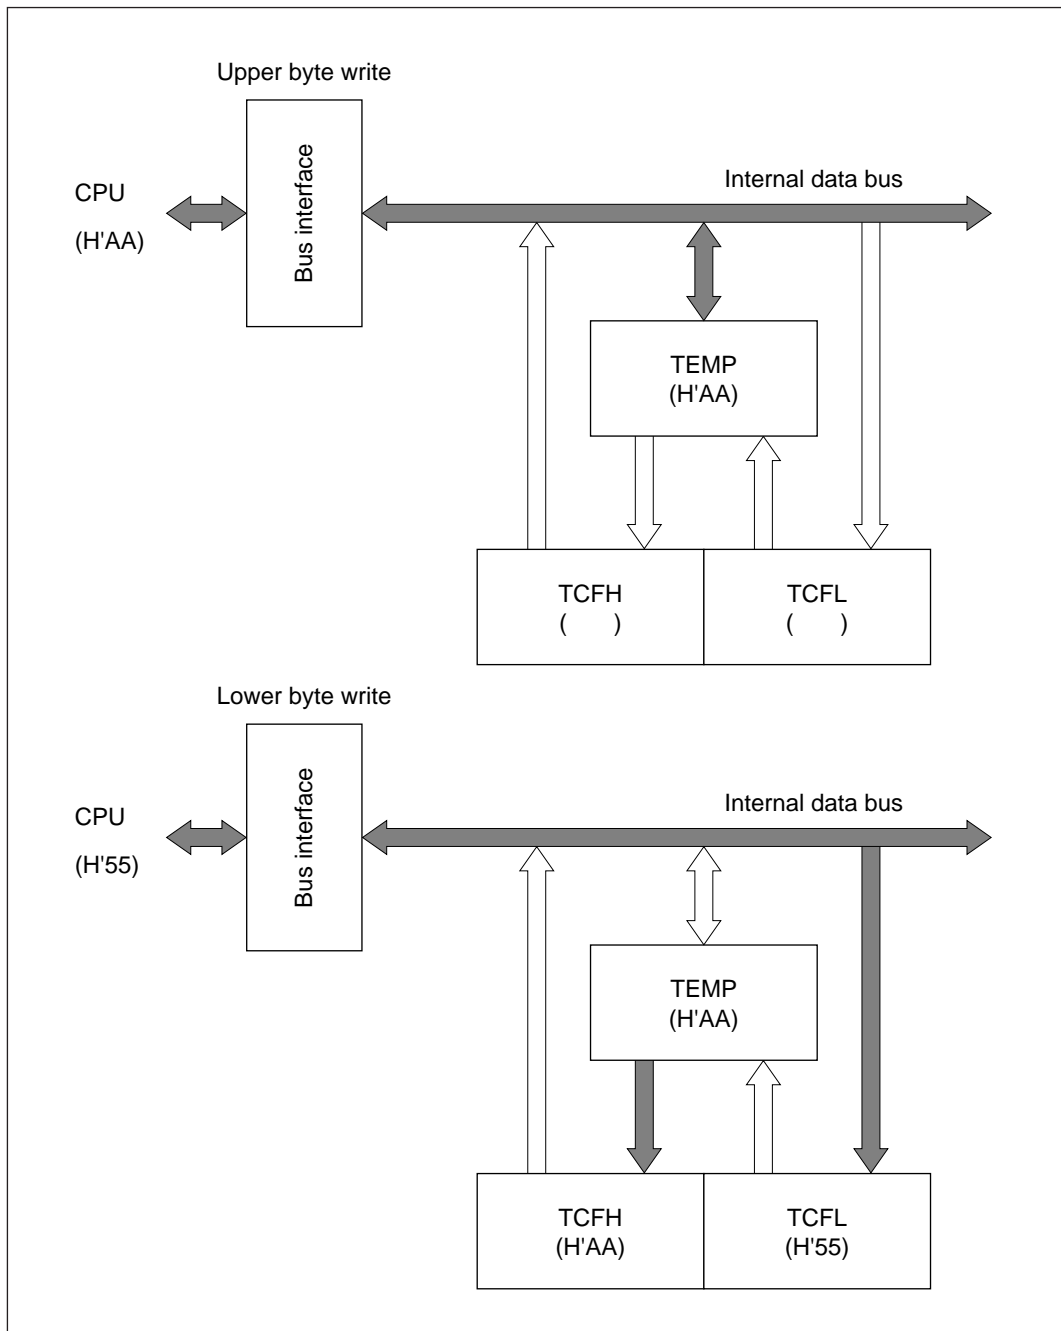 Upper byte write
Bus interface
CPU
(H'AA)
Internal data bus
TEMP
(H'AA)
TCFH
(      )
TCFL
(      )
Lower byte write
Bus interface
CPU
(H'55)
Internal data bus
TEMP
(H'AA)
TCFH
(H'AA)
TCFL
(H'55)